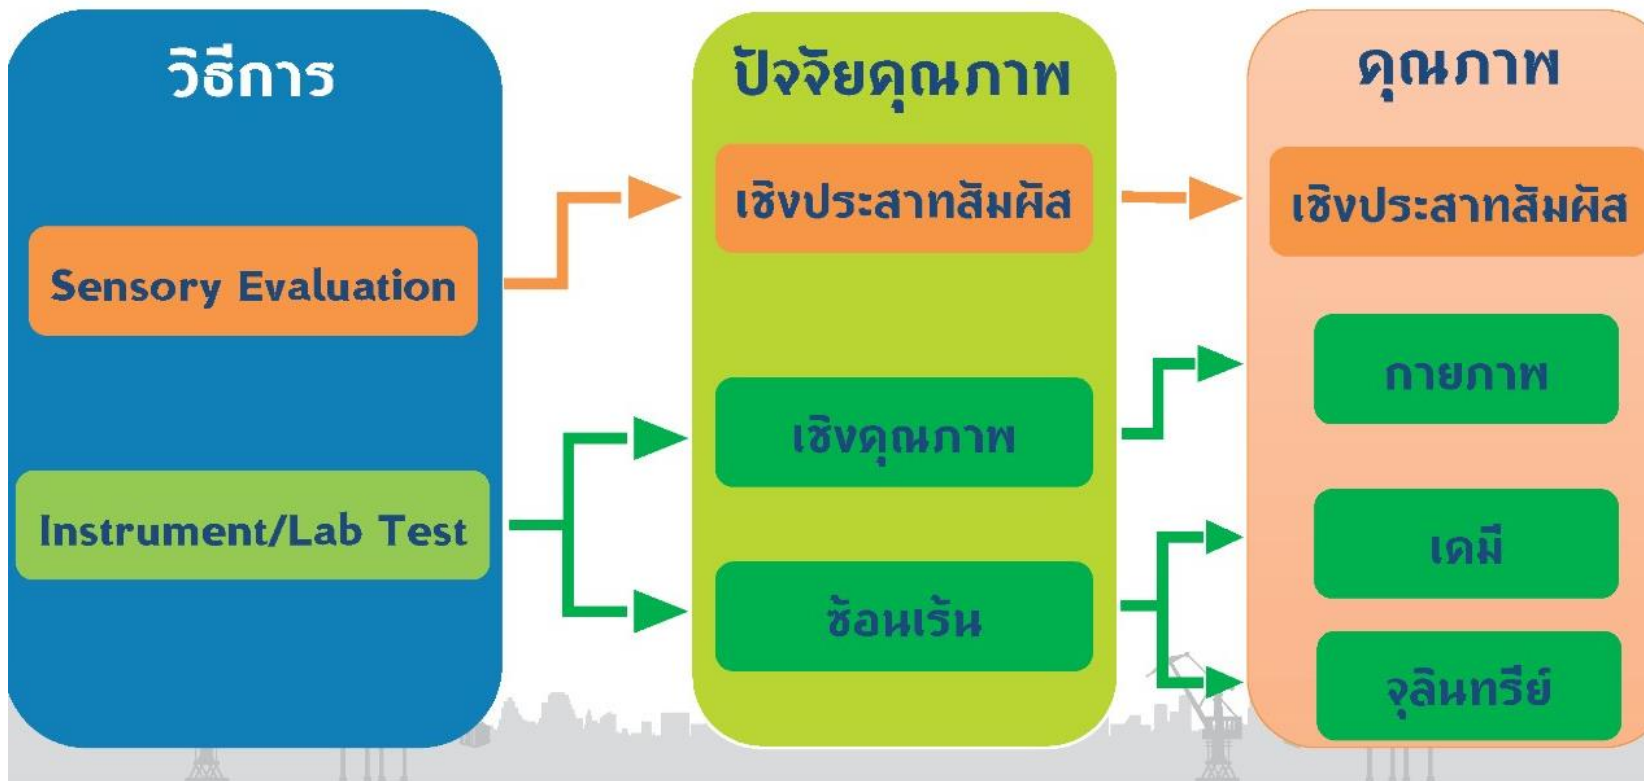 วิธีการ
Sensory Evaluation
Instrument/Lab Test
ปัจจัยคุณภาพ
เชิงประสาทสัมผัส
เชิงคุณภาพ
ซ้อนเร้น
คุณภาพ
เชิงประสาทสัมผัส
กายภาพ
เคมี
จุลินทรีย์